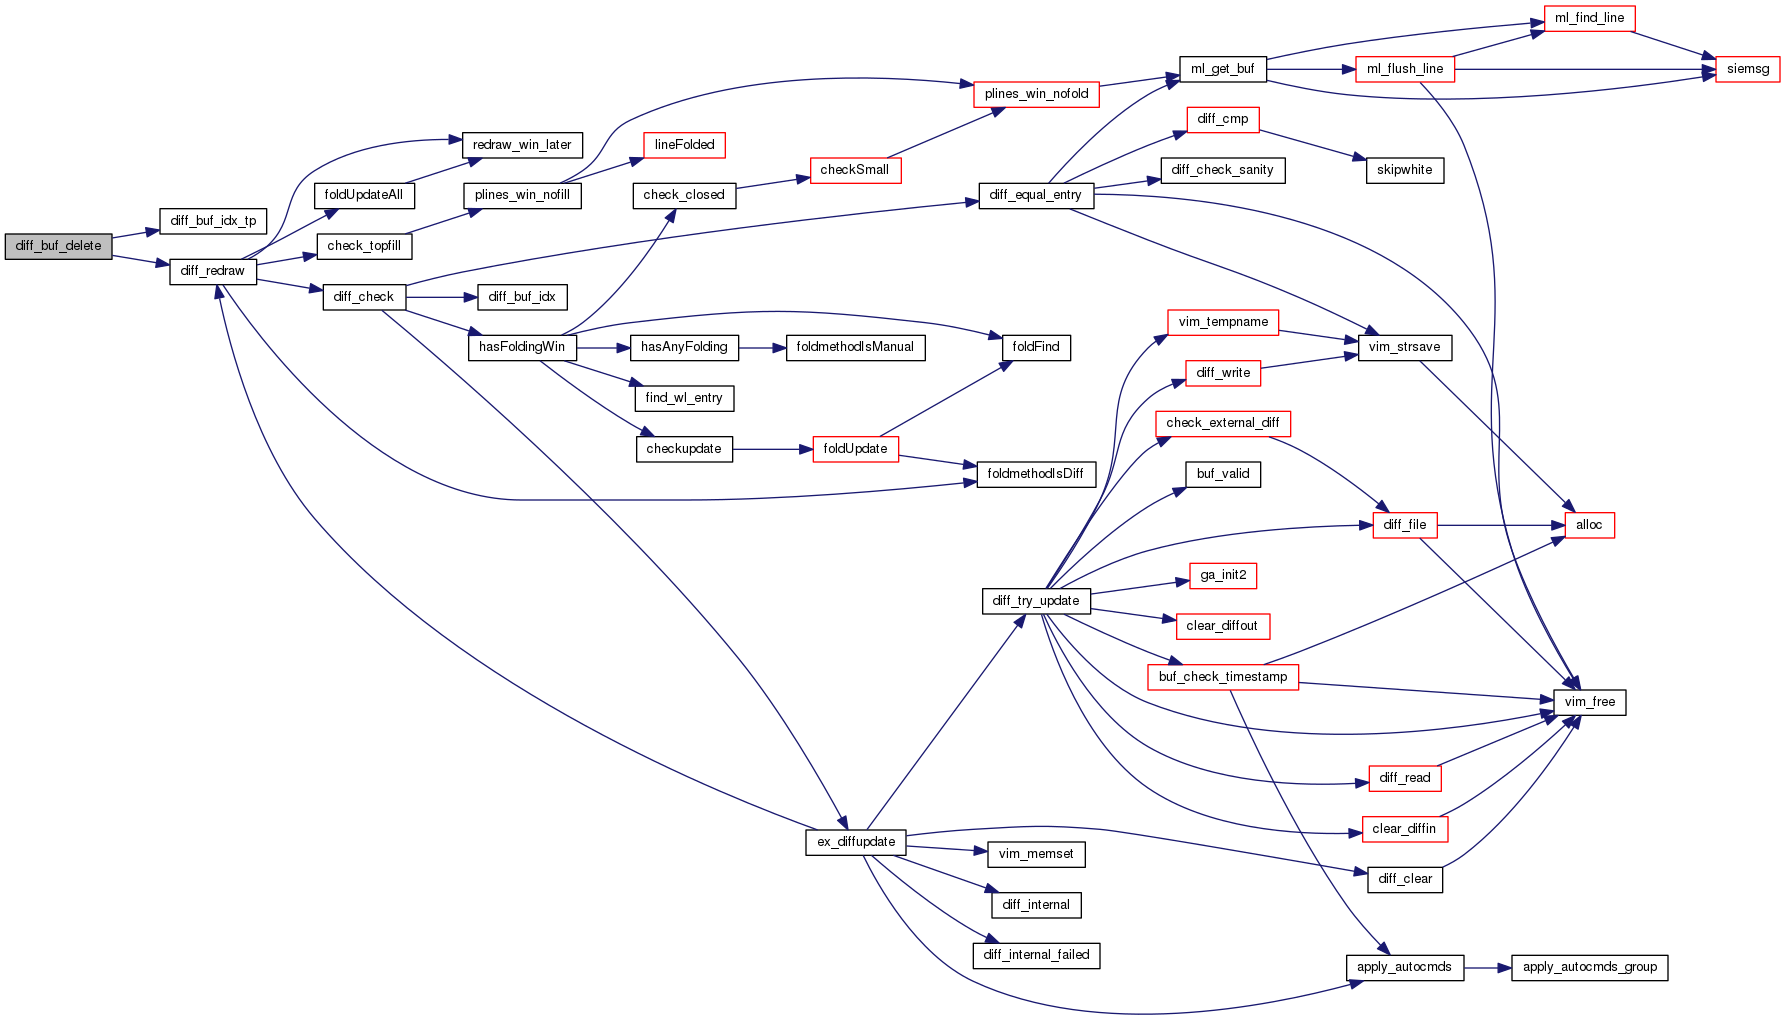 ml_find_line
ml_get_buf
ml_flush_line
siemsg
plines_win_nofold
diff_cmp
redraw_win_later
lineFolded
checkSmall
diff_check_sanity
skipwhite
foldUpdateAll
plines_win_nofill
check_closed
diff_equal_entry
diff_buf_idx_tp
diff_buf_delete
check_topfill
diff_redraw
diff_check
diff_buf_idx
vim_tempname
hasFoldingWin
hasAnyFolding
foldmethodIsManual
foldFind
vim_strsave
diff_write
find_wl_entry
check_external_diff
checkupdate
foldUpdate
foldmethodIsDiff
buf_valid
diff_file
alloc
ga_init2
diff_try_update
clear_diffout
buf_check_timestamp
vim_free
diff_read
clear_diffin
ex_diffupdate
vim_memset
diff_clear
diff_internal
diff_internal_failed
apply_autocmds
apply_autocmds_group